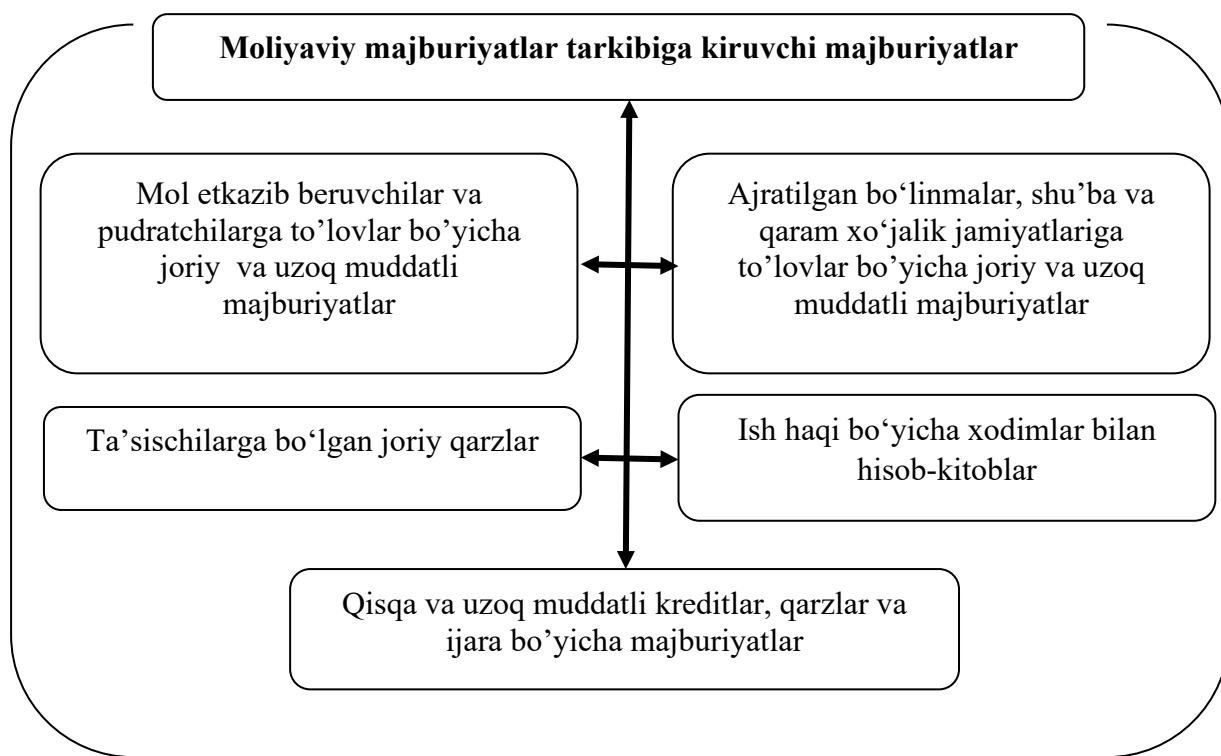 Moliyaviy majburiyatlar tarkibiga kiruvchi majburiyatlar
Mol etkazib beruvchilar va
pudratchilarga to’lovlar bo’yicha
joriy va uzoq muddatli
majburiyatlar
Ajratilgan bo‘linmalar, shu’ba va
qaram xo‘jalik jamiyatlariga
to’lovlar bo’yicha joriy va uzoq
muddatli majburiyatlar
Ta’sischilarga bo‘lgan joriy qarzlar
Ish haqi bo‘yicha xodimlar bilan
hisob-kitoblar
Qisqa va uzoq muddatli kreditlar, qarzlar va
ijara bo’yicha majburiyatlar